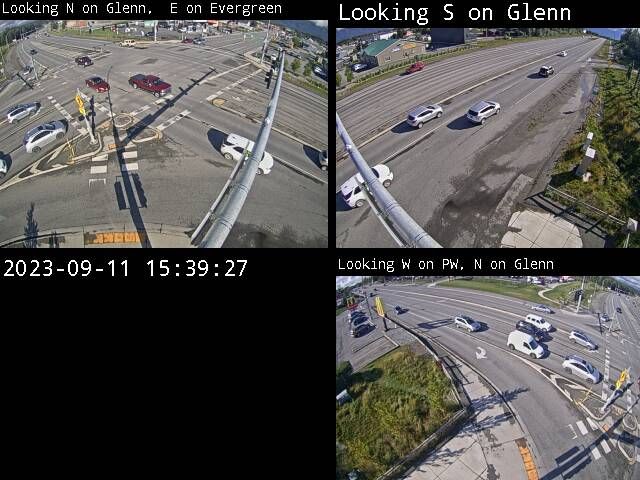 Looking N on Glenn, E on Evergreen
Looking S on Glenn
2023-09-11 15:39:27
Looking W on PW, N on Glenn